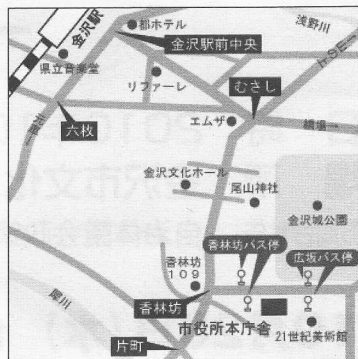 金沢駅
都ホテル
浅野川
金沢駅前中央
県立音楽堂
リファーレ
むさし
六枚
エムザ
橋場→
金沢文化ホール
尾山神社
金沢城公園
香林坊バス停
広坂バス停
香林坊
109
香林坊
犀川
市役所本庁舎
21世紀美術館
片町